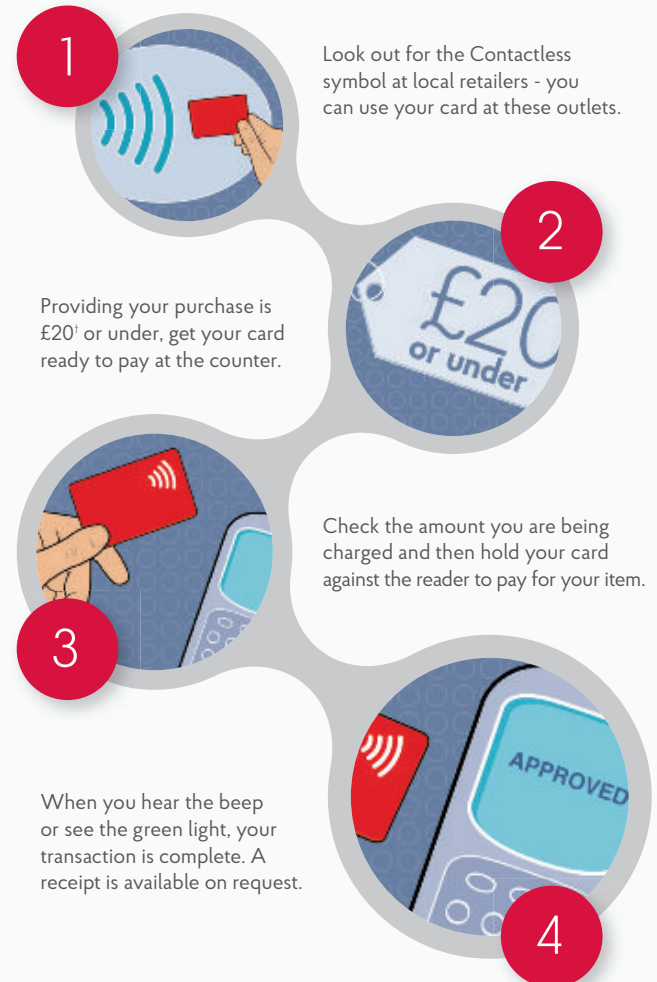 1
Look out for the Contactless
symbol at local retailers - you
can use your card at these outlets.
2
£20
or under
Providing your purchase is
£20† or under, get your card
ready to pay at the counter.
Check the amount you are being
charged and then hold your card
against the reader to pay for your item.
3
APPROVED
When you hear the beep
or see the green light, your
transaction is complete. A
receipt is available on request.
4